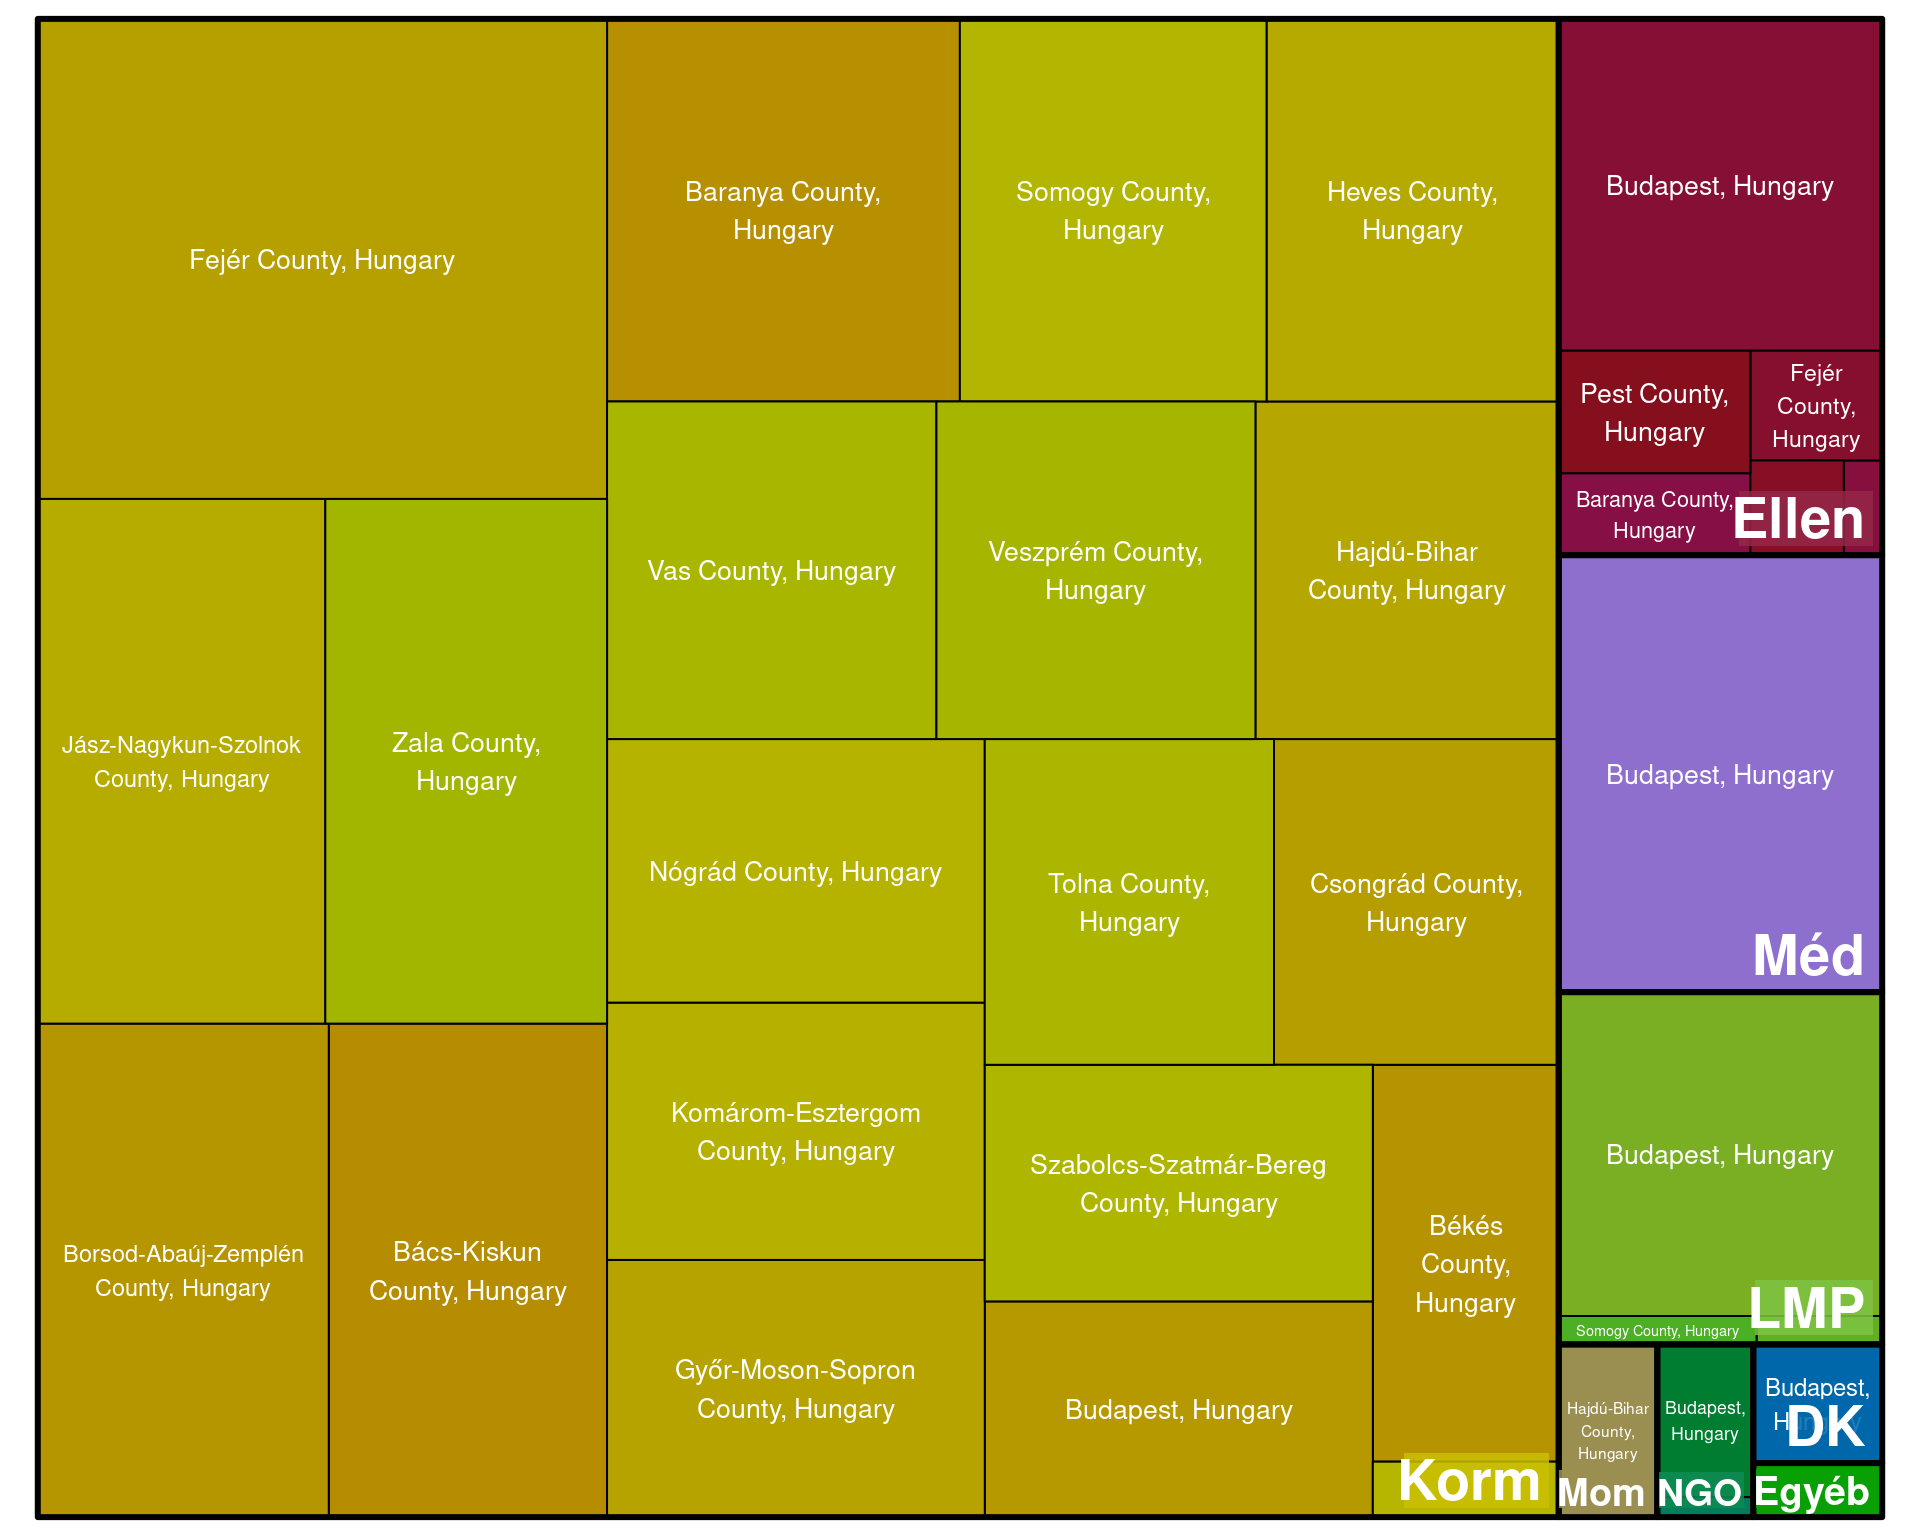 Fejér County, Hungary
Baranya County,
Hungary
Somogy County,
Hungary
Heves County,
Hungary
Jász-Nagykun-Szolnok
County, Hungary
Zala County,
Hungary
Vas County, Hungary
Veszprém County,
Hungary
Hajdú-Bihar
County, Hungary
Nógrád County, Hungary
Tolna County,
Hungary
Csongrád County,
Hungary
Borsod-Abaúj-Zemplén
County, Hungary
Bács-Kiskun
County, Hungary
Komárom-Esztergom
County, Hungary
Győr-Moson-Sopron
County, Hungary
Szabolcs-Szatmár-Bereg
County, Hungary
Békés
County,
Hungary
Budapest, Hungary
Korm
Budapest, Hungary
Pest County,
Hungary
Fejér
County,
Hungary
Baranya County,
Hungary
Ellen
Budapest, Hungary
Méd
Budapest, Hungary
Somogy County, Hungary
LMP
Hajdú-Bihar
County,
Hungary
Mom
Budapest,
Hungary
NGO
Budapest,
Hungary
DK
Egyéb